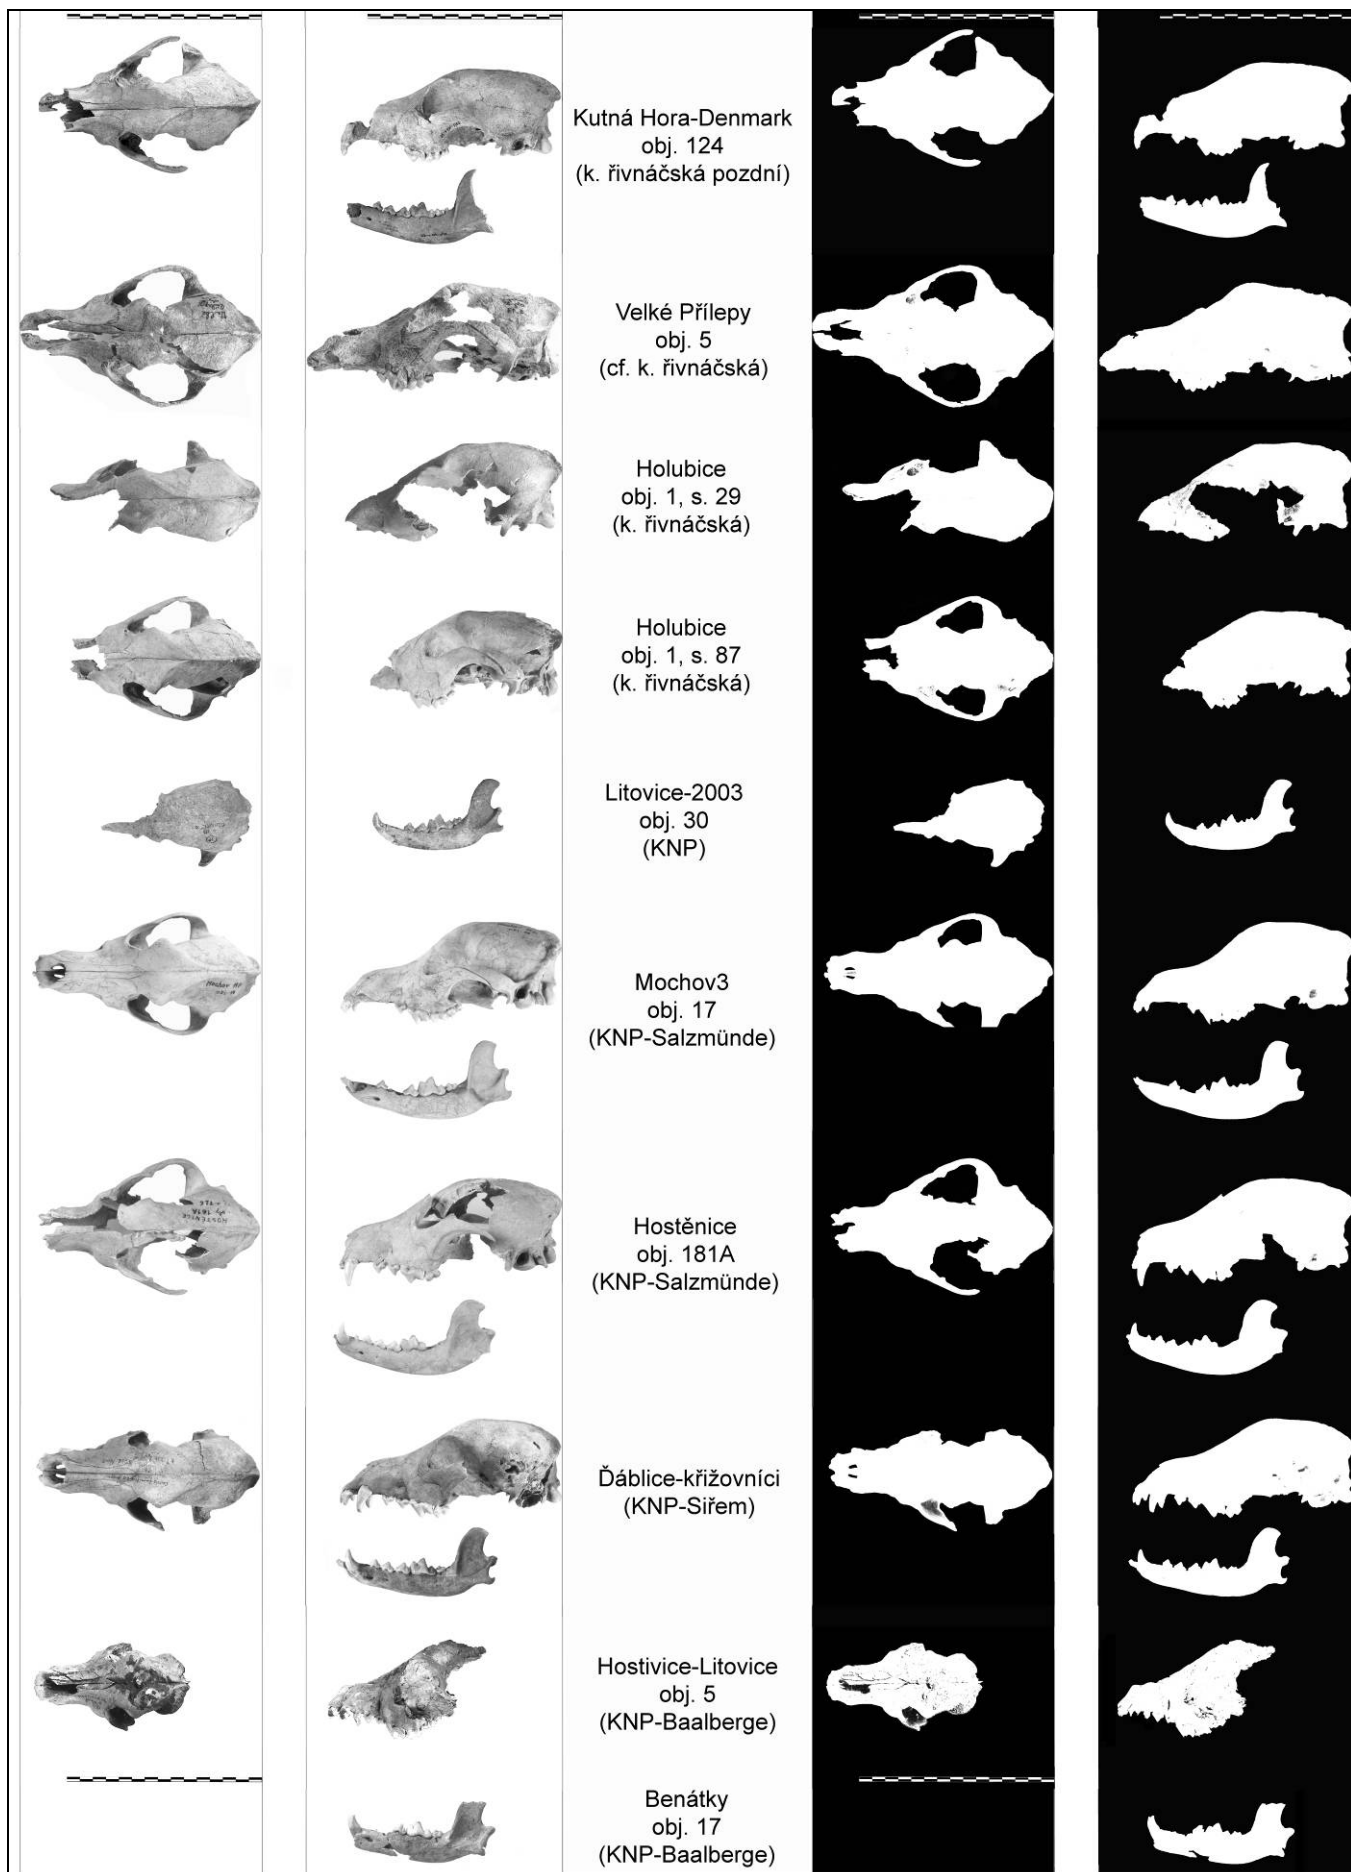 Kutná Hora-Denmark
obj. 124
(k. řivnáčská pozdní)
Velké Přílepy
obj. 5
(cf. k. řivnáčská)
Holubice
obj. 1, s. 29
(k. řivnáčská)
Holubice
obj. 1, s. 87
(k. řivnáčská)
Litovice-2003
obj. 30
(KNP)
Mochov3
obj. 17
(KNP-Salzmünde)
Hostěnice
obj. 181A
(KNP-Salzmünde)
Ďáblice-křižovníci
(KNP-Siřem)
Hostivice-Litovice
obj. 5
(KNP-Baalberge)
Benátky
obj. 17
(KNP-Baalberge)